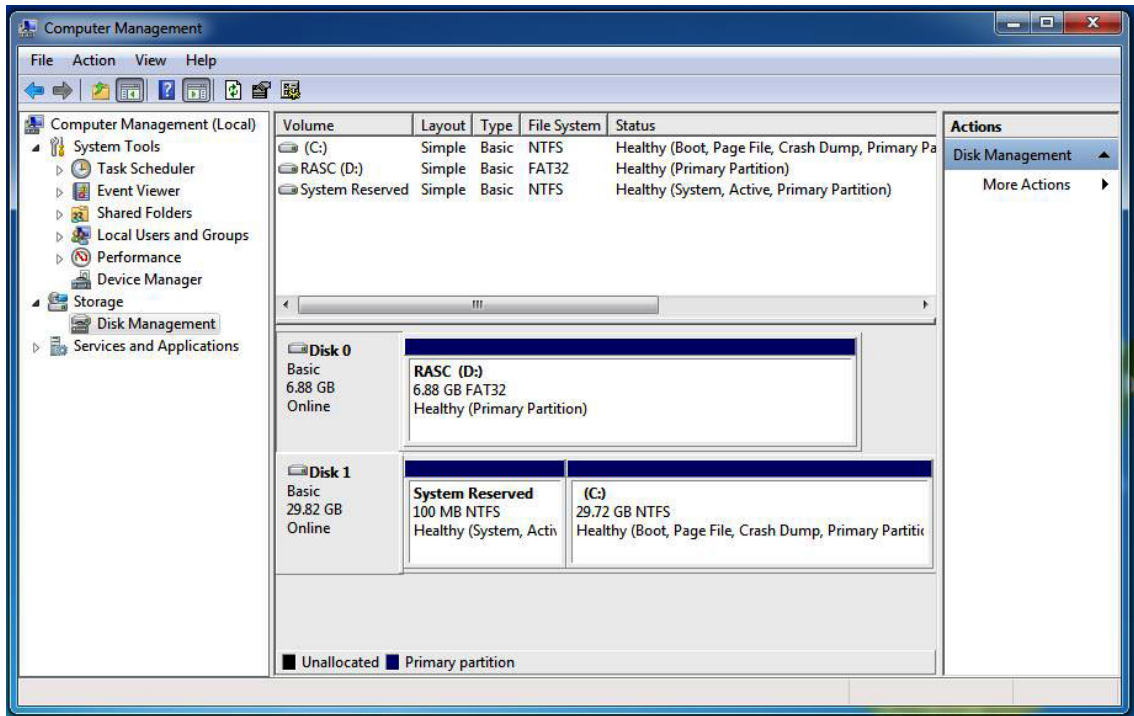 Computer Management
File Action View Help
Computer Management (Local)
System Tools
Task Scheduler
Event Viewer
Shared Folders
Local Users and Groups
Performance
Device Manager
Storage
Disk Management
Services and Applications
Volume Layout Type File System Status
(C:) Simple Basic NTFS Healthy (Boot, Page File, Crash Dump, Primary Pa
RASC (D:) Simple Basic FAT32 Healthy (Primary Partition)
System Reserved Simple Basic NTFS Healthy (System, Active, Primary Partition)
Disk 0
Basic
6.88 GB
Online
RASC (D:)
6.88 GB FAT32
Healthy (Primary Partition)
Disk 1
Basic
29.82 GB
Online
System Reserved
100 MB NTFS
Healthy (System, Activ
(C:)
29.72 GB NTFS
Healthy (Boot, Page File, Crash Dump, Primary Partitic
Unallocated Primary partition
Actions
Disk Management
More Actions